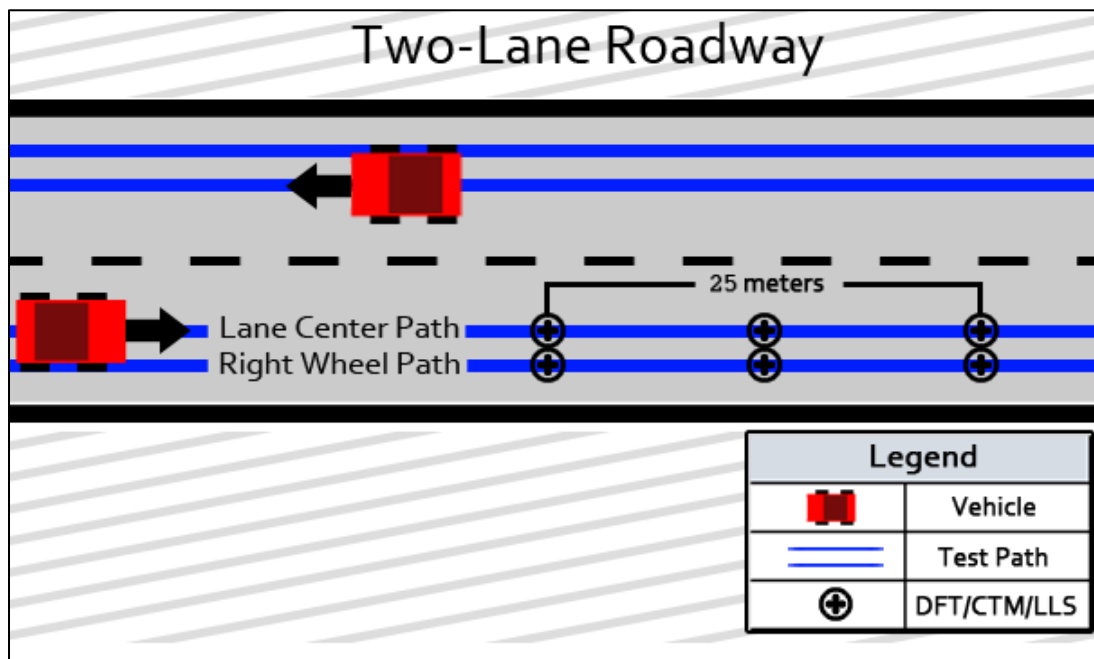 Two-Lane Roadway
25 meters
Lane Center Path
Right Wheel Path
Legend
Vehicle
Test Path
DFT/CTM/LLS